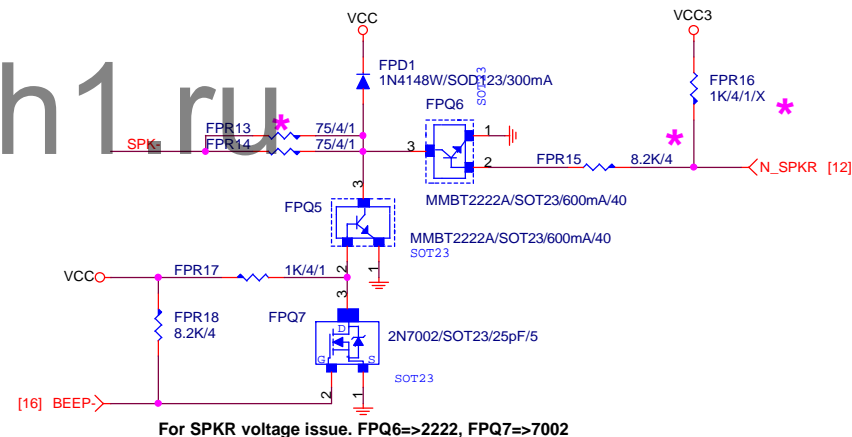 VCC
VCC3
FPD1
1N4148W/SOD123/300mA
SOT23
FPR16
1K/4/1/X
h1.ru
FPQ6
*
*
*
FPR13
75/4/1
SPK-
FPR14
75/4/1
3
1
2
FPR15
8.2K/4
N_SPKR [12]
3
MMBT2222A/SOT23/600mA/40
FPQ5
MMBT2222A/SOT23/600mA/40
SOT23
2
1
VCC
FPR17
1K/4/1
3
FPR18
8.2K/4
FPQ7
D
G
S
2N7002/SOT23/25pF/5
SOT23
2
1
[16] BEEP-
For SPKR voltage issue. FPQ6=>2222, FPQ7=>7002